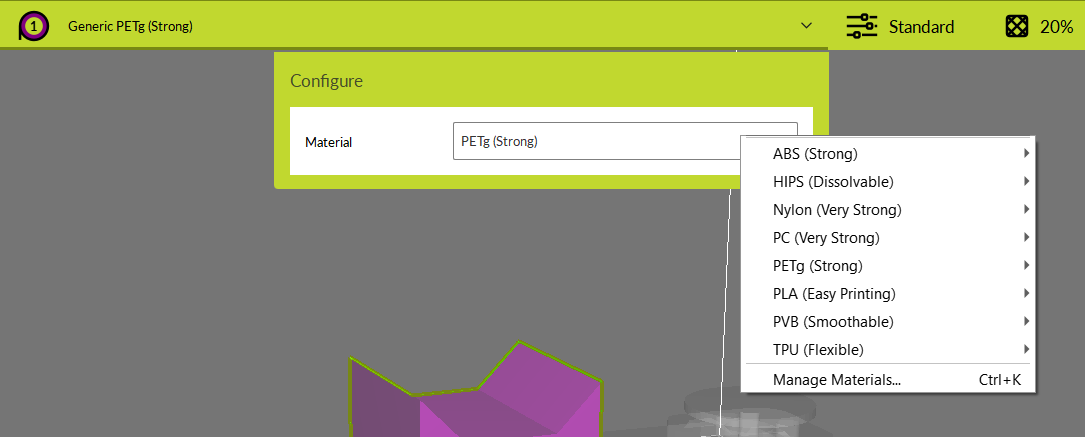 1 Generic PETg (Strong) Standard 20%
Configure
Material PETg (Strong)
ABS (Strong)
HIPS (Dissolvable)
Nylon (Very Strong)
PC (Very Strong)
PETg (Strong)
PLA (Easy Printing)
PVB (Smoothable)
TPU (Flexible)
Manage Materials... Ctrl+K